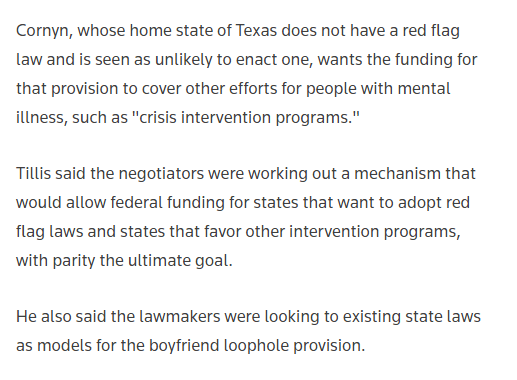 Cornyn, whose home state of Texas does not have a red flag
law and is seen as unlikely to enact one, wants the funding for
that provision to cover other efforts for people with mental
illness, such as "crisis intervention programs."
Tillis said the negotiators were working out a mechanism that
would allow federal funding for states that want to adopt red
flag laws and states that favor other intervention programs,
with parity the ultimate goal.
He also said the lawmakers were looking to existing state laws
as models for the boyfriend loophole provision.